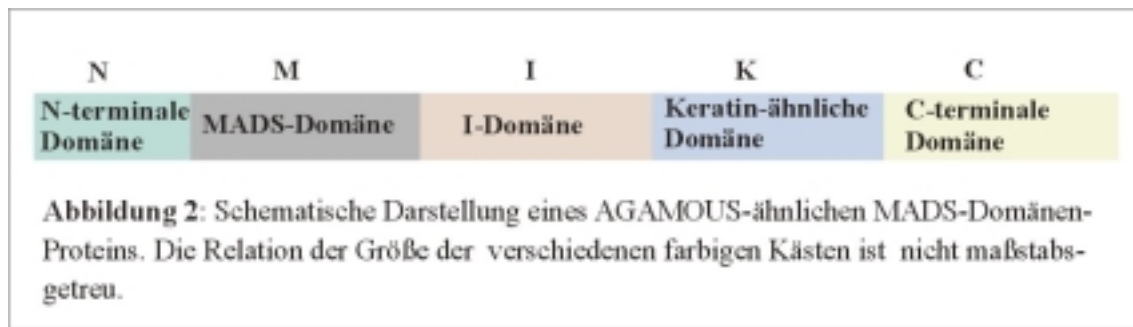 N M I K C
N-terminale Domäne MADS-Domäne I-Domäne Keratin-ähnliche Domäne C-terminale Domäne
Abbildung 2: Schematische Darstellung eines AGAMOUS-ähnlichen MADS-Domänen-
Proteins. Die Relation der Größe der verschiedenen farbigen Kästen ist nicht maßstabs-
getreu.